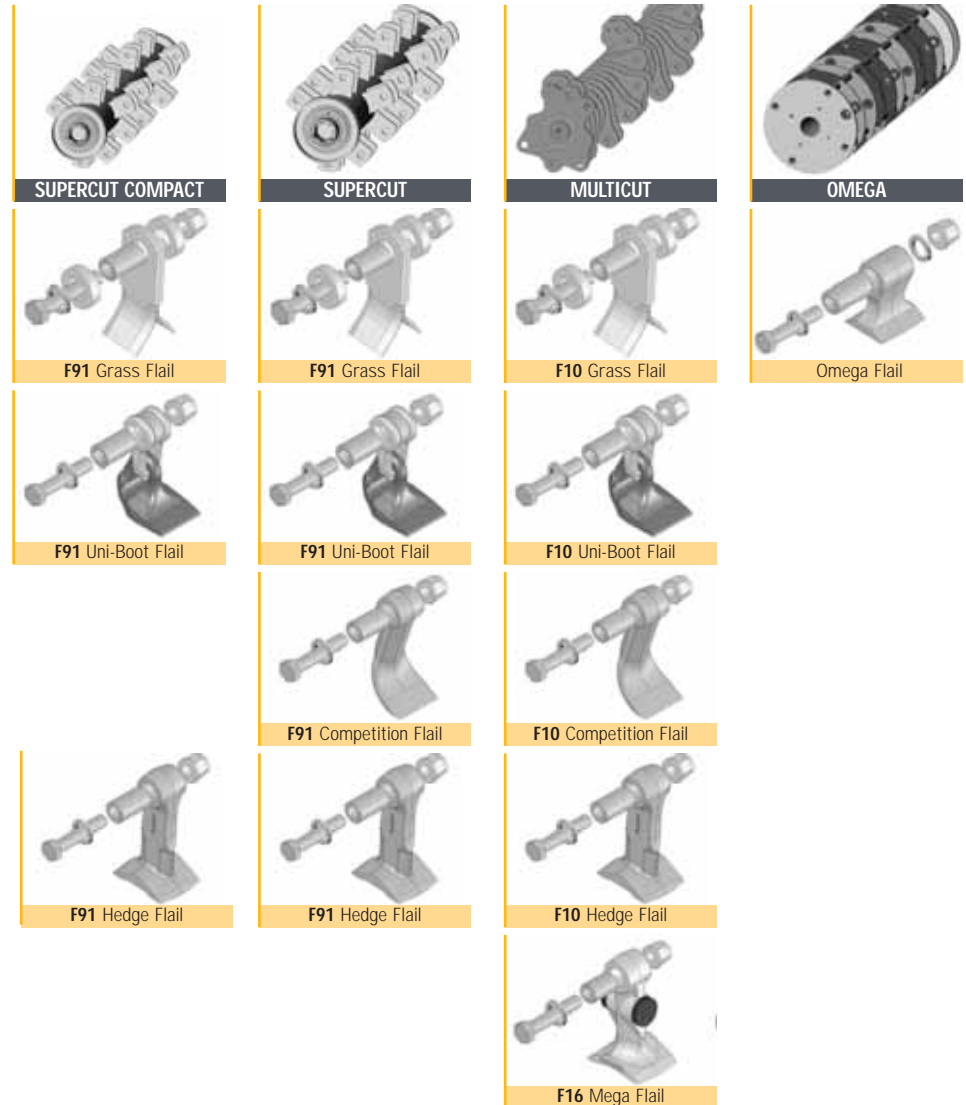 SUPERCUT COMPACT
SUPERCUT
MULTICUT
OMEGA
F91 Grass Flail
F91 Grass Flail
F10 Grass Flail
Omega Flail
F91 Uni-Boot Flail
F91 Uni-Boot Flail
F10 Uni-Boot Flail
F91 Competition Flail
F10 Competition Flail
F91 Hedge Flail
F91 Hedge Flail
F10 Hedge Flail
F16 Mega Flail